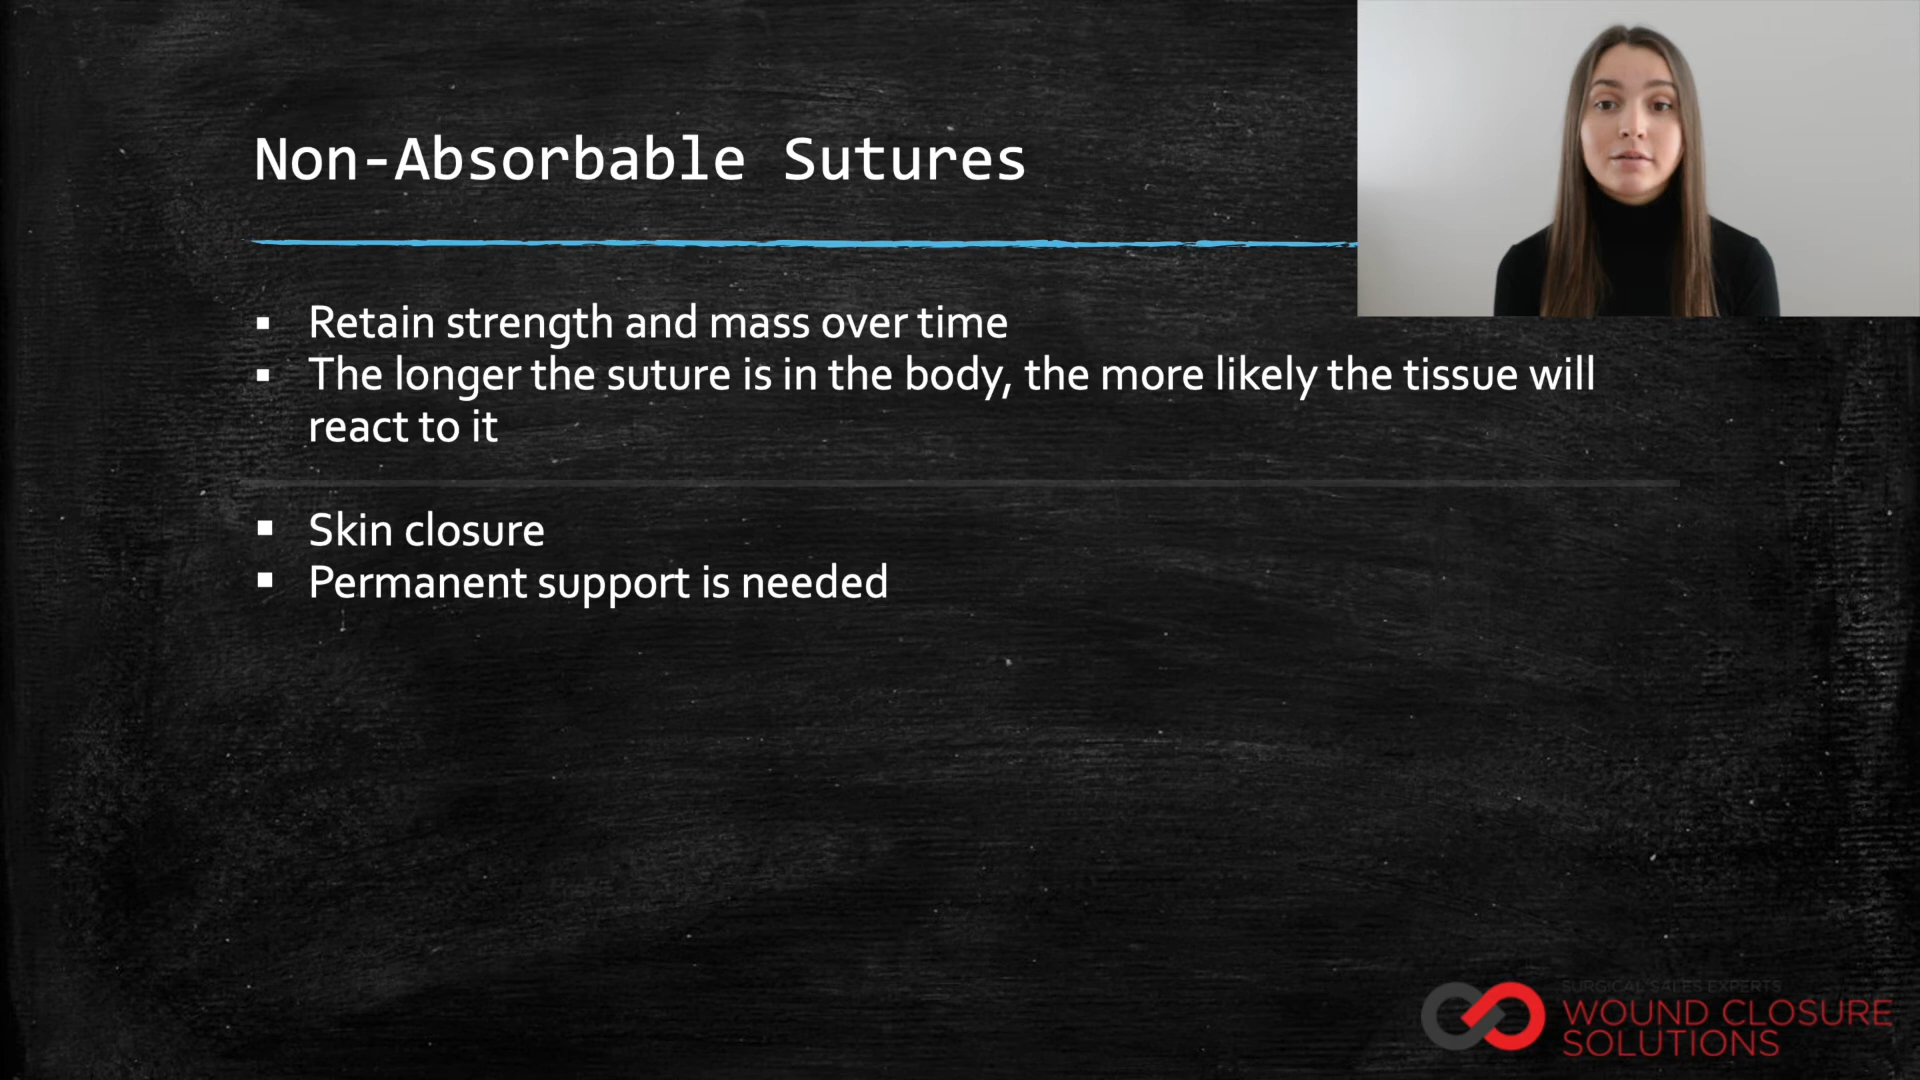 Non-Absorbable Sutures
▪ Retain strength and mass over time
▪ The longer the suture is in the body, the more likely the tissue will
react to it
▪ Skin closure
▪ Permanent support is needed
SURGICAL SALES EXPERTS
WOUND CLOSURE
SOLUTIONS